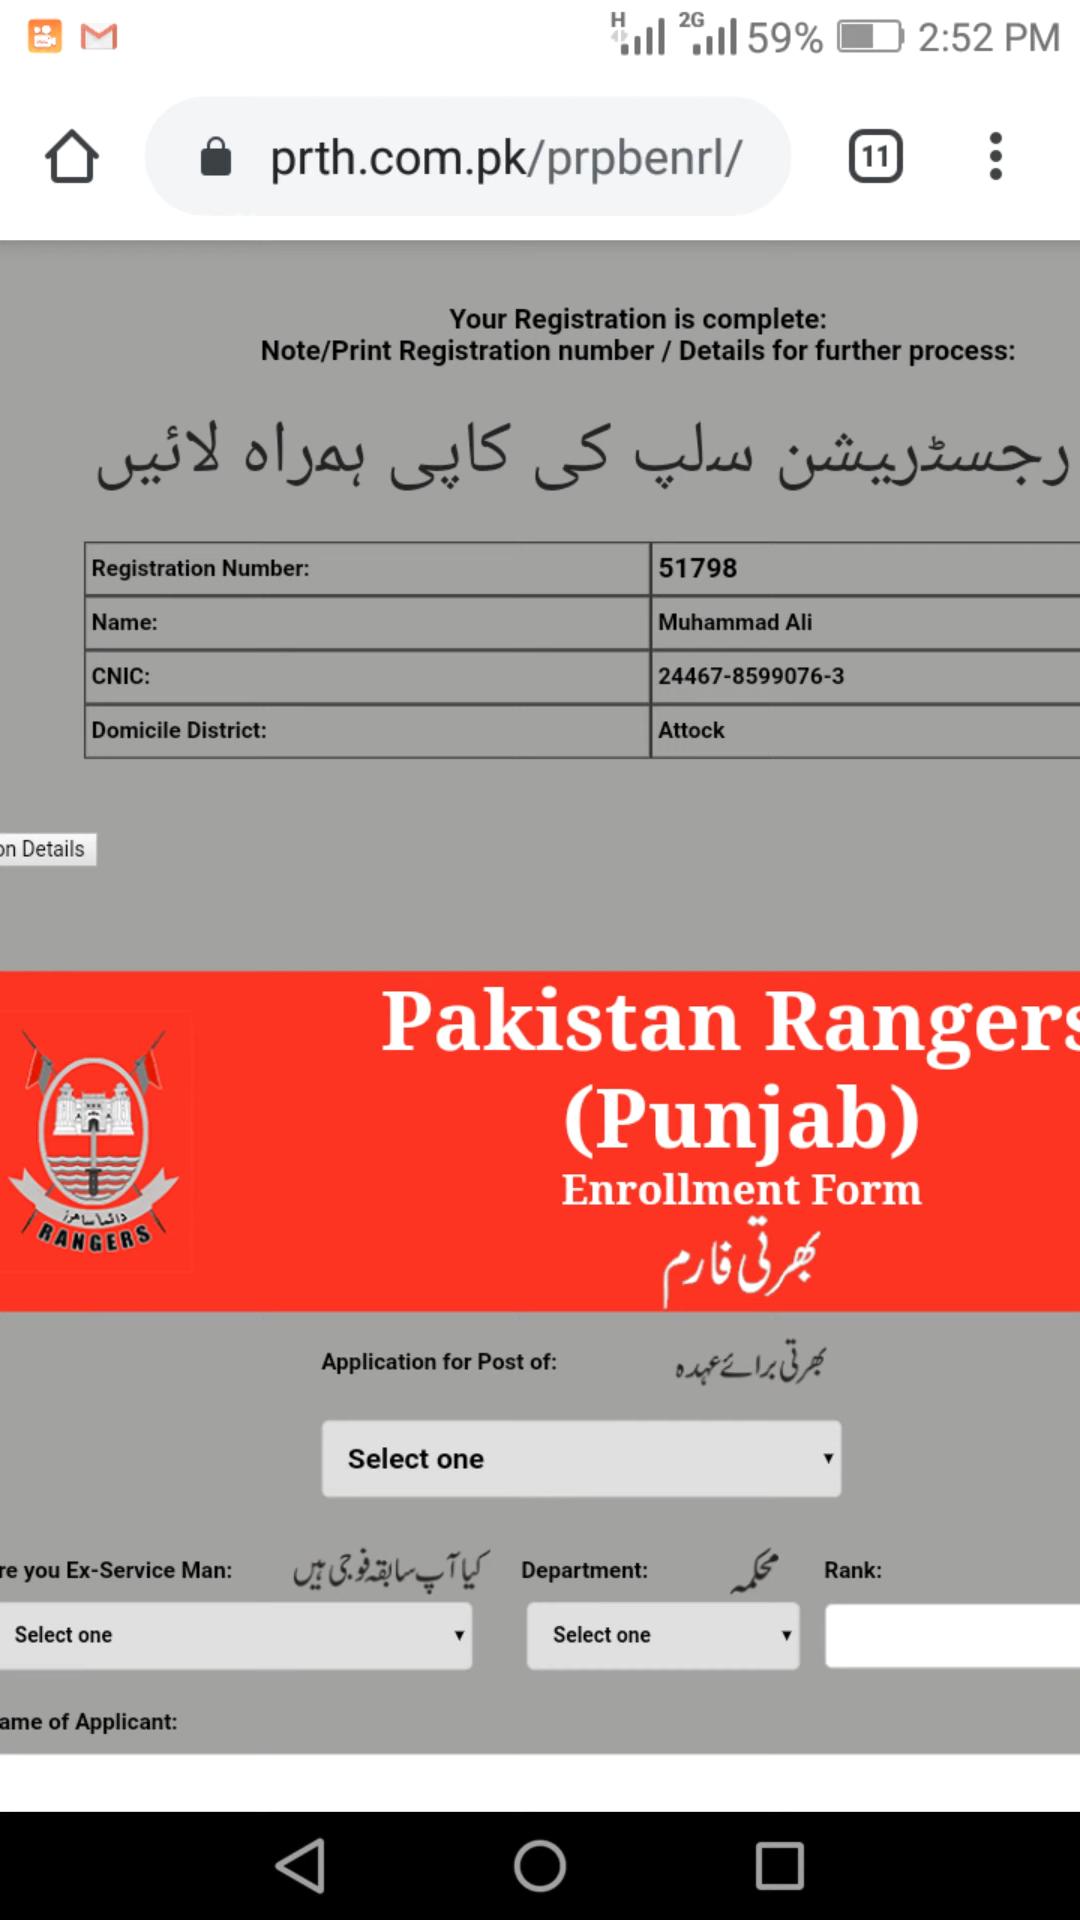 H 2G 59% 2:52 PM
prth.com.pk/prpbenrl/ 11
Your Registration is complete:
Note/Print Registration number / Details for further process:
رجسٹریشن سلپ کی کاپی ہمراہ لائیں
Registration Number: 51798
Name: Muhammad Ali
CNIC: 24467-8599076-3
Domicile District: Attock
on Details
Pakistan Rangers
(Punjab)
Enrollment Form
بھرتی فارم
RANGERS
Application for Post of: بھرتی برائے عہدہ
Select one
re you Ex-Service Man: کیا آپ سابقہ فوجی ہیں Department: محکمہ Rank:
Select one Select one
ame of Applicant: